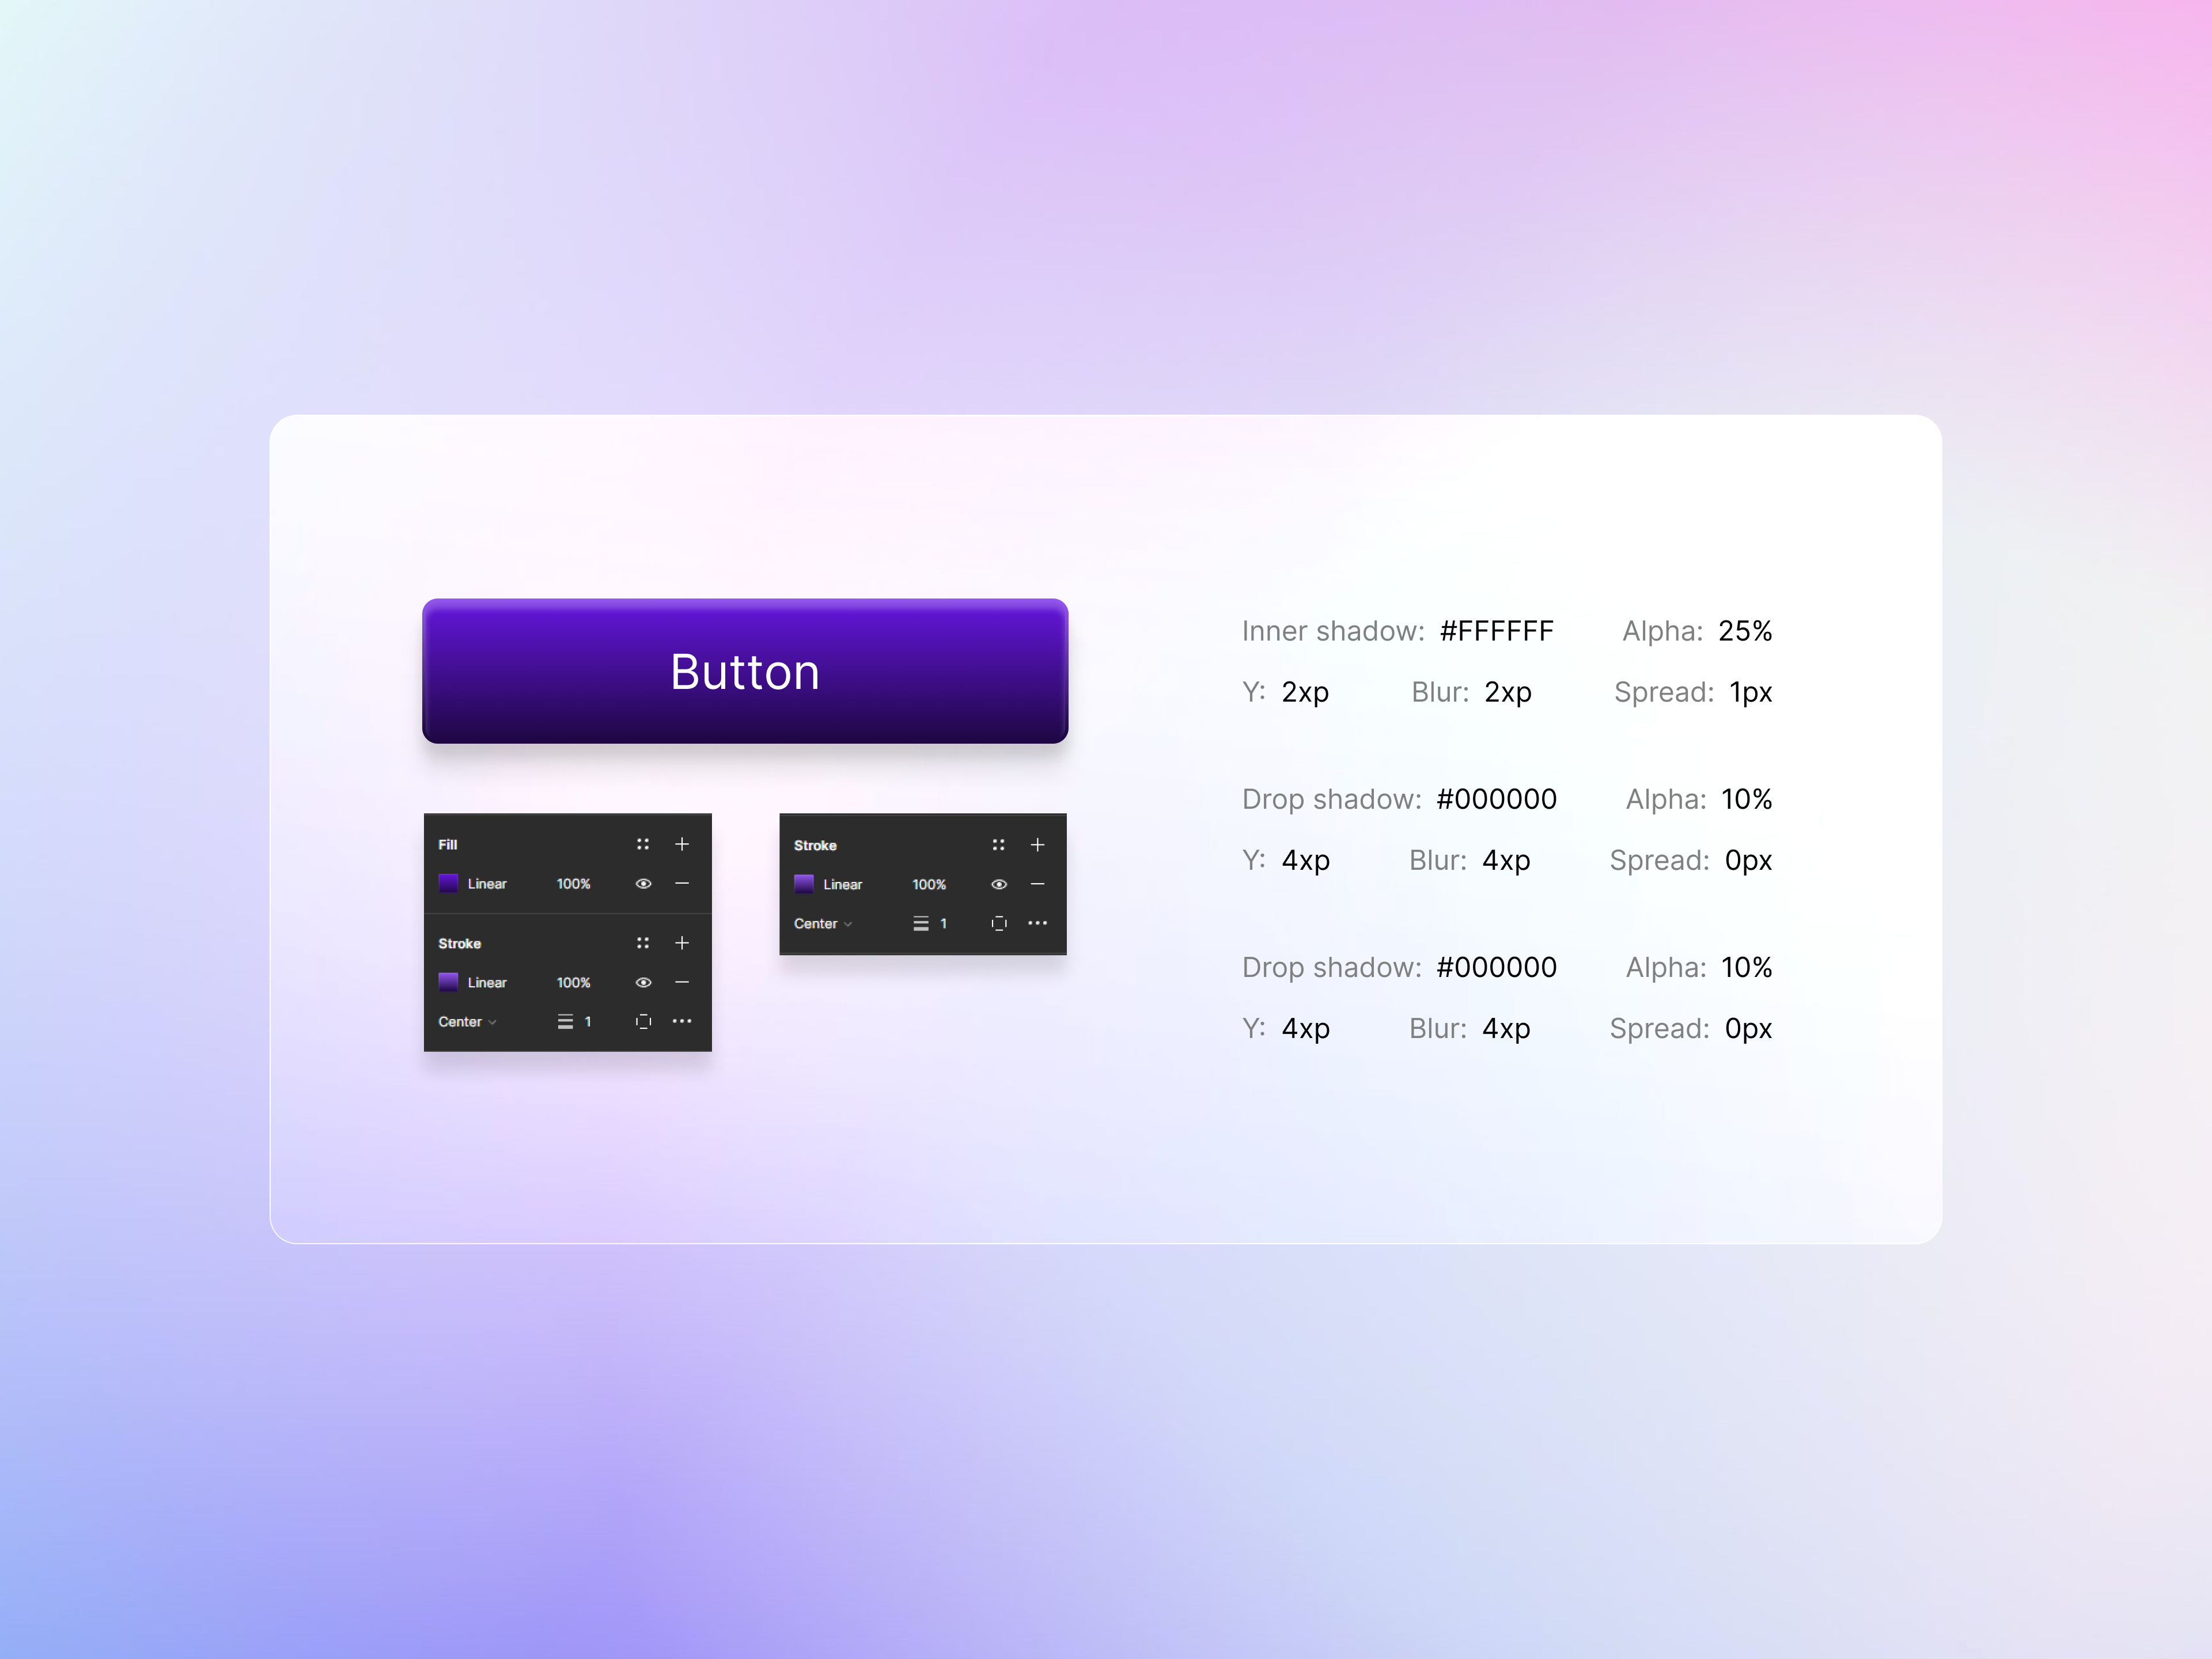 Button
Fill
Linear 100%
Stroke
Linear 100%
Center 1
Stroke
Linear 100%
Center 1
Inner shadow: #FFFFFF Alpha: 25%
Y: 2xp Blur: 2xp Spread: 1px
Drop shadow: #000000 Alpha: 10%
Y: 4xp Blur: 4xp Spread: 0px
Drop shadow: #000000 Alpha: 10%
Y: 4xp Blur: 4xp Spread: 0px